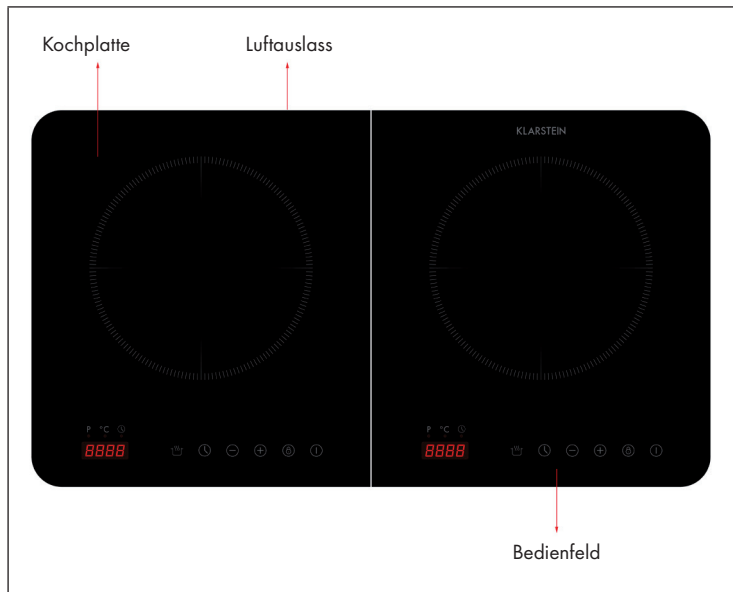 Kochplatte Luftauslass
KLARSTEIN
P °C P °C
8888 8888
Bedienfeld